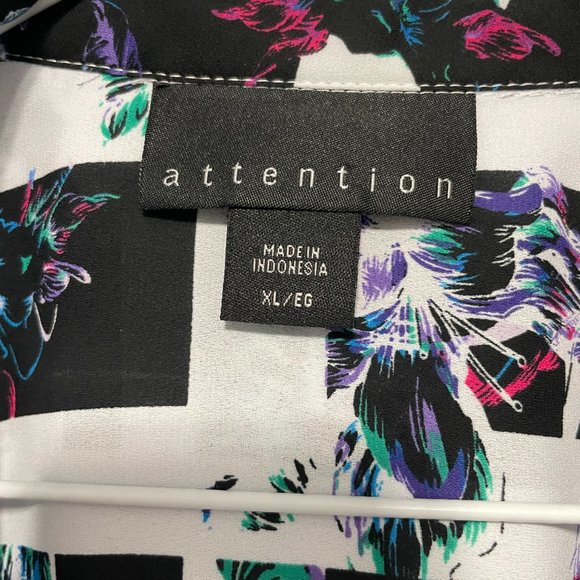 attention
MADE IN
INDONESIA
XL/EG